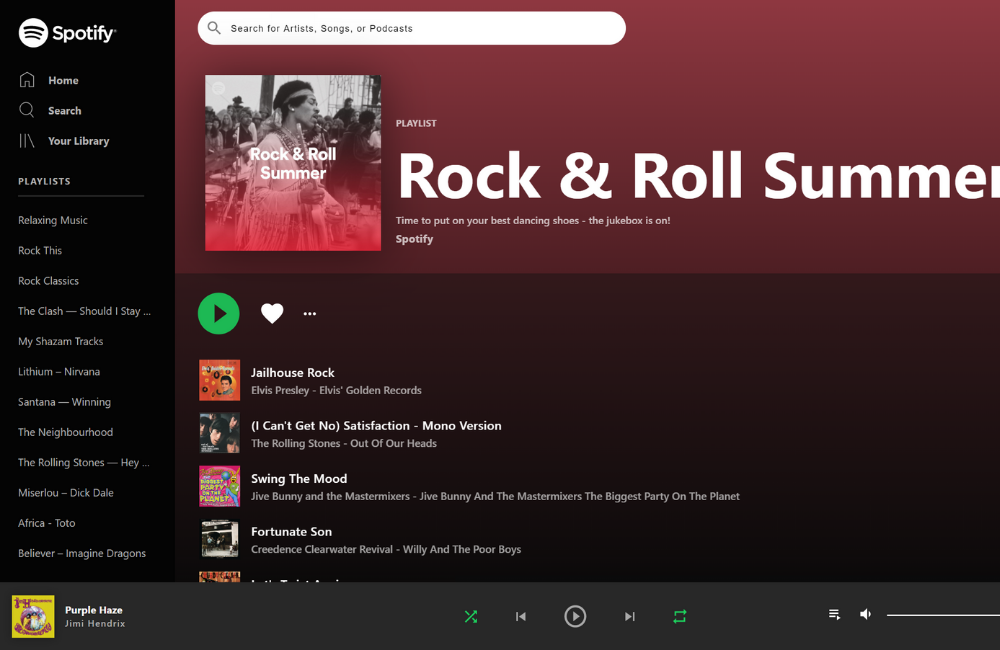 Spotify
Home
Search
Your Library
PLAYLISTS
Relaxing Music
Rock This
Rock Classics
The Clash — Should I Stay ...
My Shazam Tracks
Lithium – Nirvana
Santana — Winning
The Neighbourhood
The Rolling Stones — Hey ...
Miserlou – Dick Dale
Africa - Toto
Believer – Imagine Dragons
Search for Artists, Songs, or Podcasts
Rock & Roll
Summer
PLAYLIST
Rock & Roll Summer
Time to put on your best dancing shoes - the jukebox is on!
Spotify
Jailhouse Rock
Elvis Presley - Elvis' Golden Records
(I Can't Get No) Satisfaction - Mono Version
The Rolling Stones - Out Of Our Heads
BIGGEST
PARTY
ON THE
PLANET
Swing The Mood
Jive Bunny and the Mastermixers - Jive Bunny And The Mastermixers The Biggest Party On The Planet
Fortunate Son
Creedence Clearwater Revival - Willy And The Poor Boys
Purple Haze
Jimi Hendrix